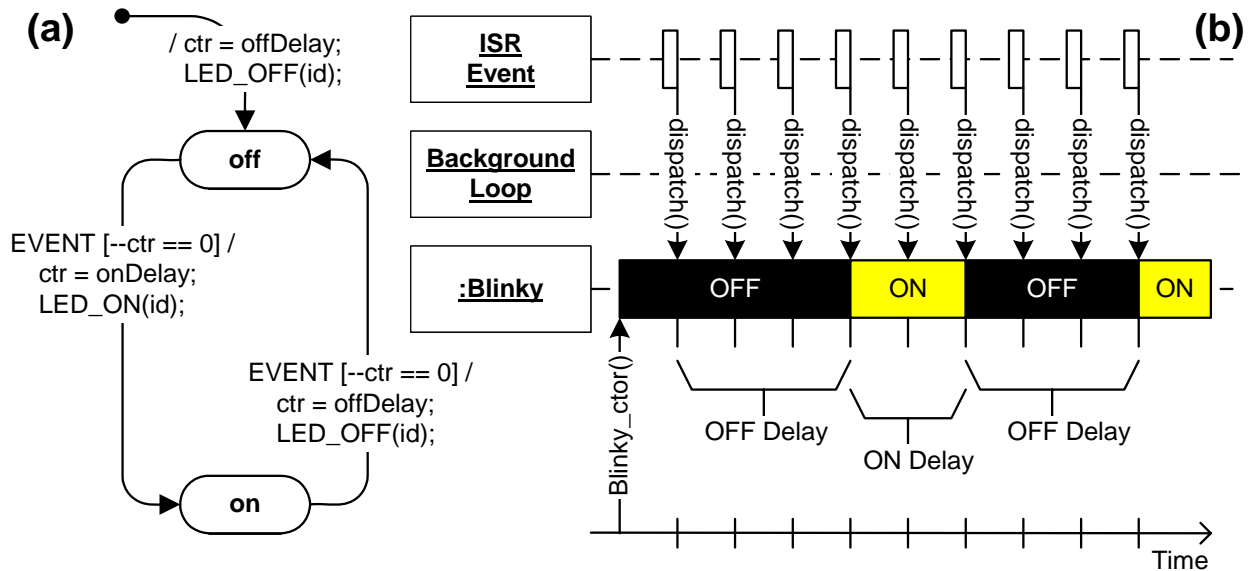 (a)
/ ctr = offDelay;
LED_OFF(id);
off
EVENT [--ctr == 0] /
ctr = onDelay;
LED_ON(id);
EVENT [--ctr == 0] /
ctr = offDelay;
LED_OFF(id);
on
(b)
ISR
Event
Background
Loop
:Blinky
dispatch()
dispatch()
dispatch()
dispatch()
dispatch()
dispatch()
dispatch()
dispatch()
dispatch()
OFF
ON
OFF
ON
Blinky_ctor()
OFF Delay
ON Delay
OFF Delay
Time